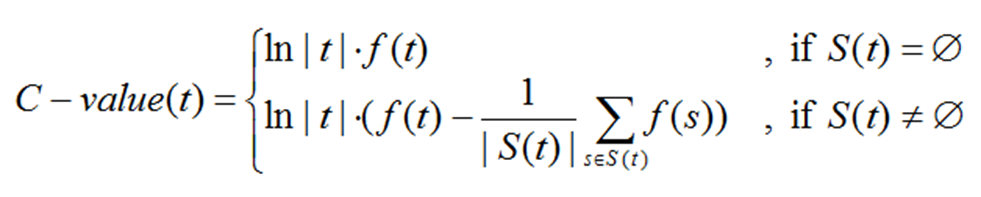 ln | t | · f (t) , if S(t) = ∅
C − value(t) =
ln | t | ·(f (t) − 1 / | S(t) | ∑ s∈S(t) f (s)) , if S(t) ≠ ∅